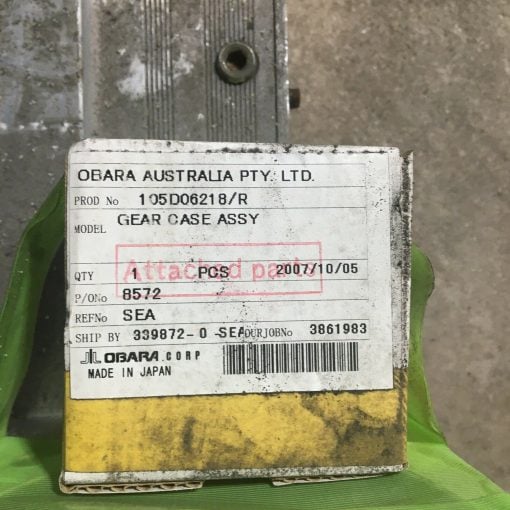 OBARA AUSTRALIA PTY. LTD.
PROD No 105D06218/R
MODEL GEAR CASE ASSY
Attached parts
QTY 1 PCS 2007/10/05
P/ONo 8572
REFNo SEA
SHIP BY 339872-0 -SEA OURJOBNo 3861983
OBARA.CORP
MADE IN JAPAN